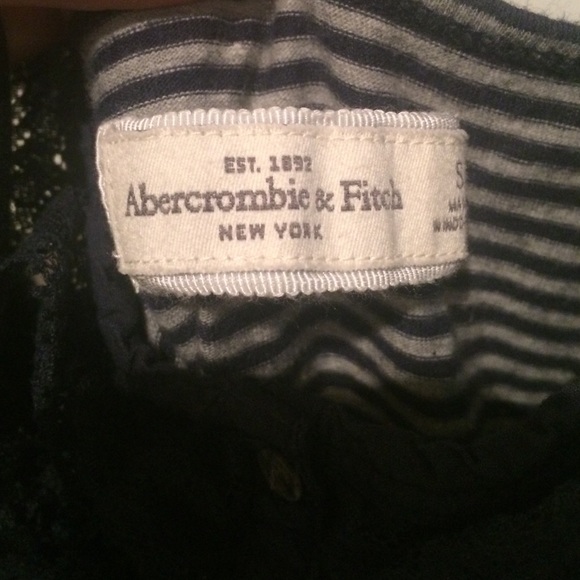 EST. 1892
Abercrombie & Fitch
NEW YORK
S